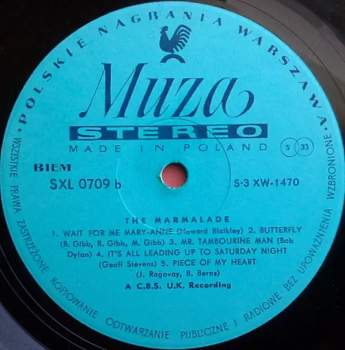 • POLSKIE NAGRANIA WARSZAWA •
Muza
STEREO
MADE IN POLAND
S 33
BIEM
SXL 0709 b
S-3 XW-1470
THE MARMALADE
1. WAIT FOR ME MARY-ANNE (Howard Blaikley) 2. BUTTERFLY
(B. Gibb, R. Gibb, M. Gibb) 3. MR. TAMBOURINE MAN (Bob
Dylan) 4. IT'S ALL LEADING UP TO SATURDAY NIGHT
(Geoff Stevens) 5. PIECE OF MY HEART
(J. Ragovay, B. Berns)
A C.B.S. U.K. Recording
WSZYSTKIE PRAWA ZASTRZEŻONE KOPIOWANIE ODTWARZANIE PUBLICZNE I RADIOWE BEZ UPOWAŻNIENIA WZBRONIONE